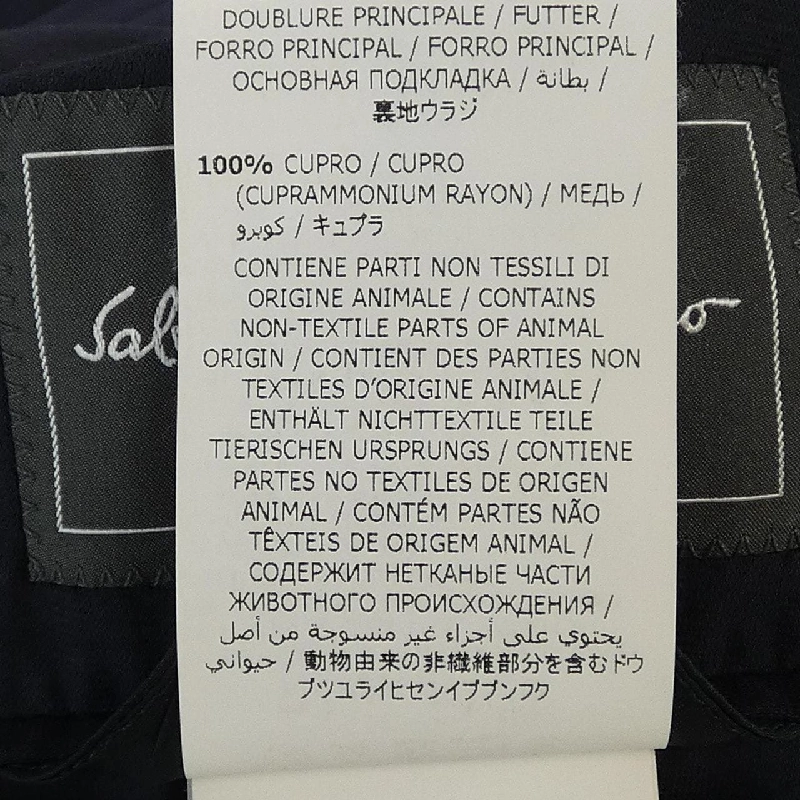 DOUBLURE PRINCIPALE / FUTTER /
FORRO PRINCIPAL / FORRO PRINCIPAL /
ОСНОВНАЯ ПОДКЛАДКА / بطانة /
裏地ウラジ
100% CUPRO / CUPRO
(CUPRAMMONIUM RAYON) / МЕДЬ /
كوبرو / キュプラ
CONTIENE PARTI NON TESSILI DI
ORIGINE ANIMALE / CONTAINS
NON-TEXTILE PARTS OF ANIMAL
ORIGIN / CONTIENT DES PARTIES NON
TEXTILES D'ORIGINE ANIMALE /
ENTHÄLT NICHTTEXTILE TEILE
TIERISCHEN URSPRUNGS / CONTIENE
PARTES NO TEXTILES DE ORIGEN
ANIMAL / CONTÉM PARTES NÃO
TÊXTEIS DE ORIGEM ANIMAL /
СОДЕРЖИТ НЕТКАНЫЕ ЧАСТИ
ЖИВОТНОГО ПРОИСХОЖДЕНИЯ /
يحتوي على أجزاء غير منسوجة من أصل
حيواني / 動物由来の非繊維部分を含むドウ
ブツユライヒセンイブブンフク